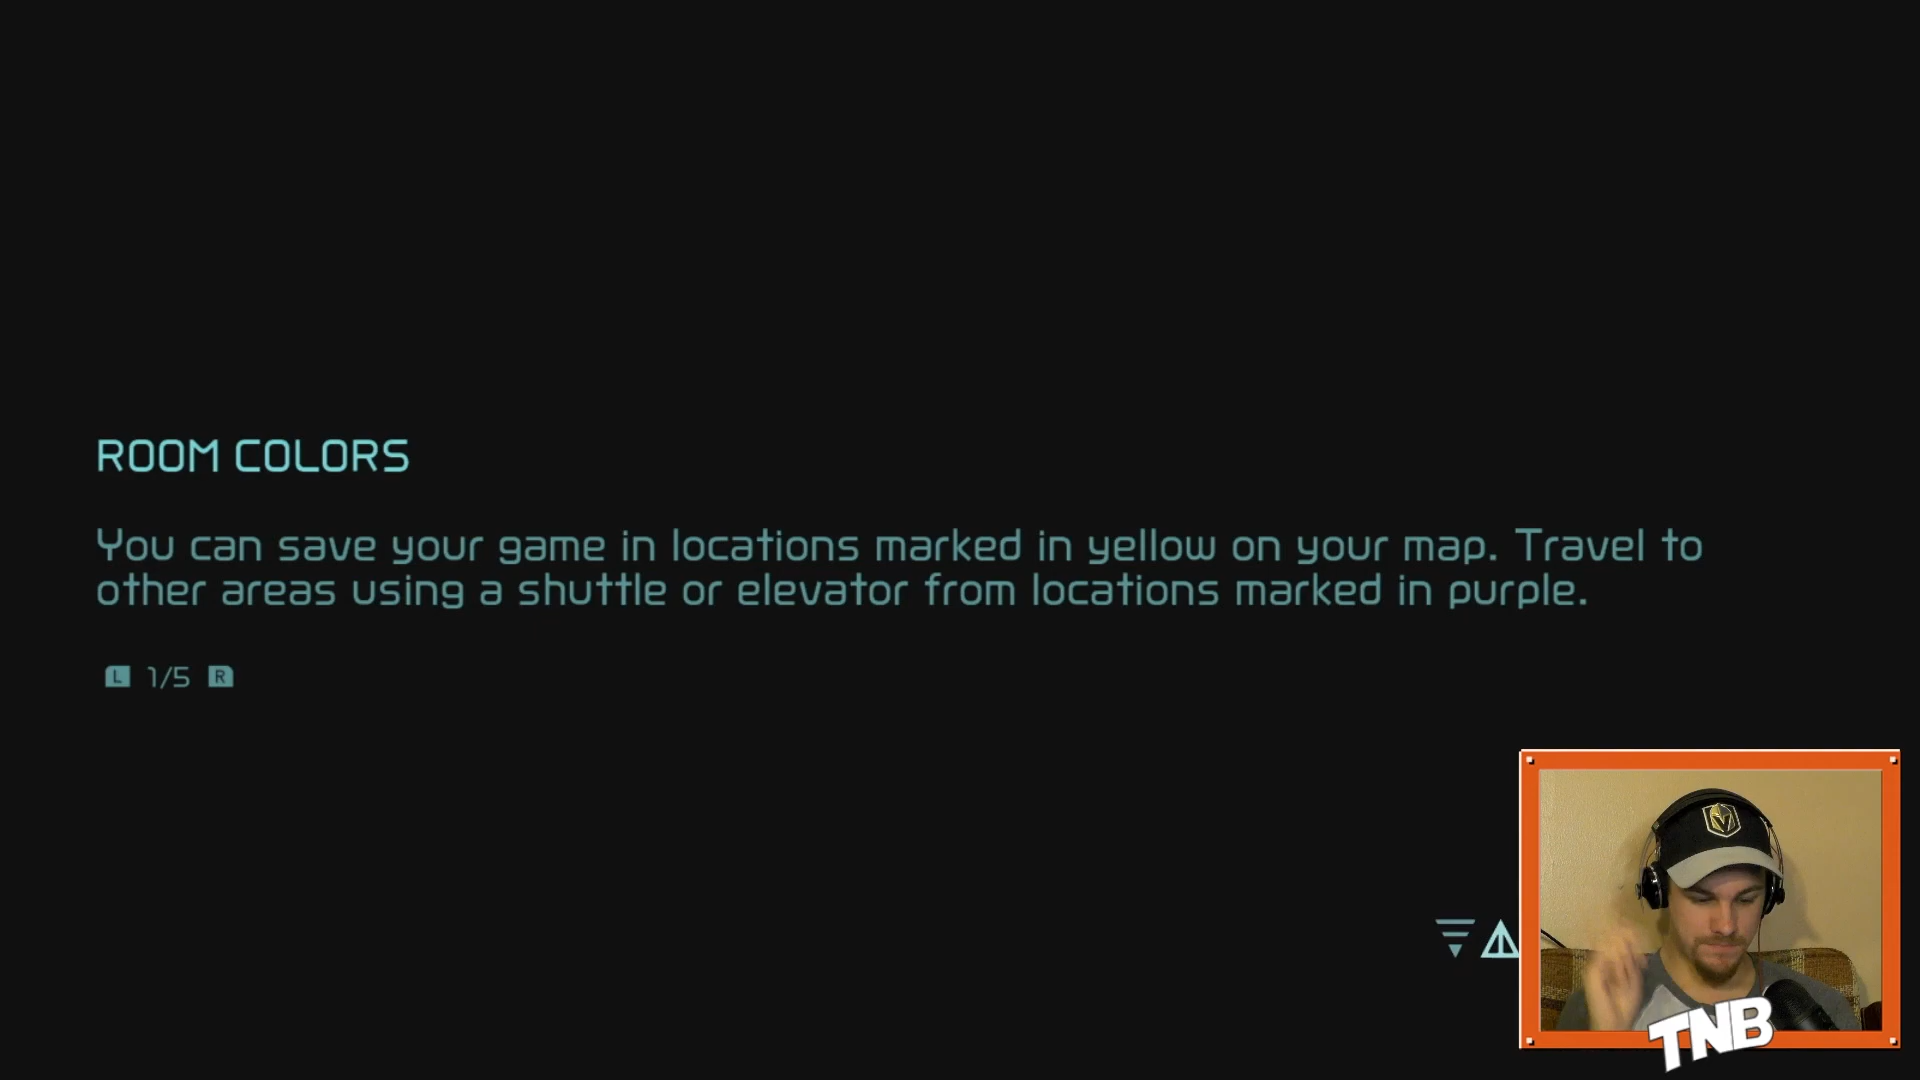 ROOM COLORS
You can save your game in locations marked in yellow on your map. Travel to
other areas using a shuttle or elevator from locations marked in purple.
L 1/5 R
TNB